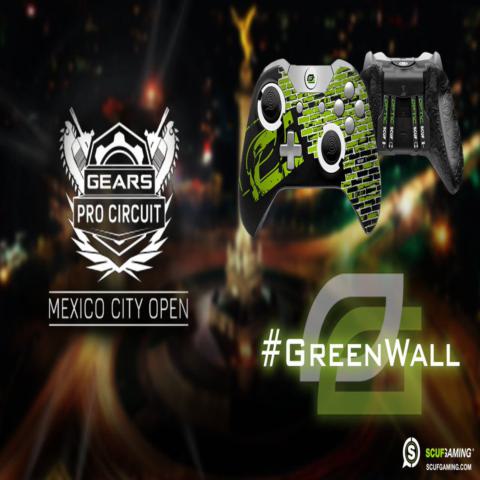 GEARS
PRO CIRCUIT
MEXICO CITY OPEN
#GREENWALL
SCUFGAMING
SCUFGAMING.COM